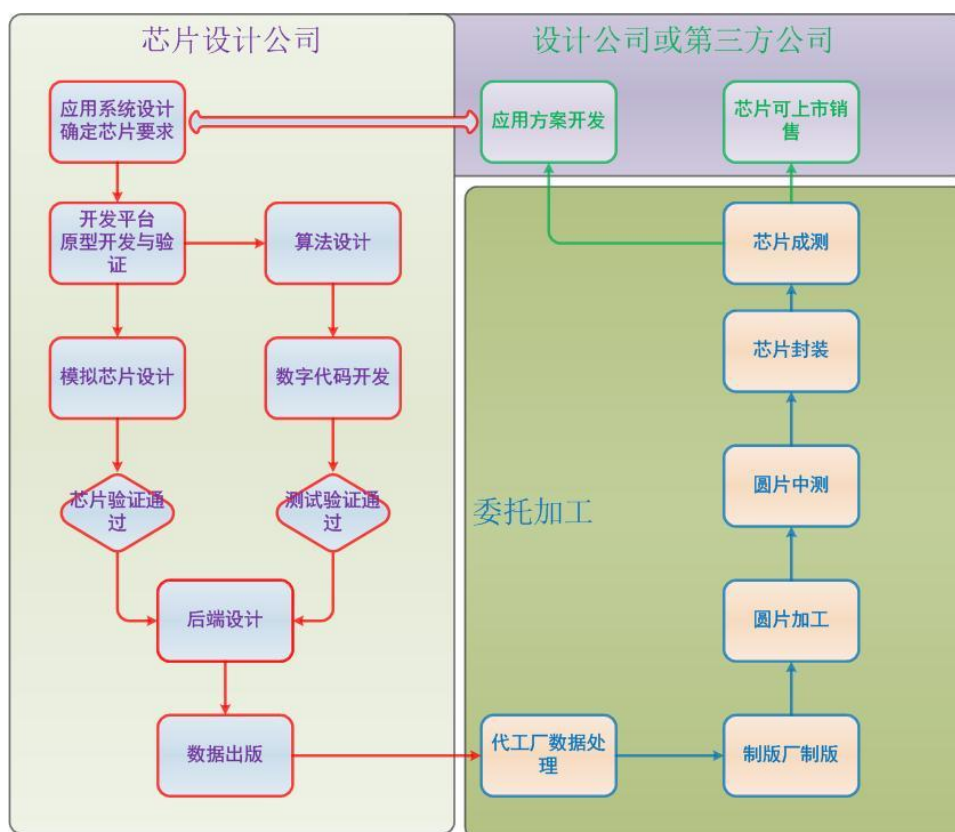 芯片设计公司
设计公司或第三方公司
应用系统设计
确定芯片要求
应用方案开发
芯片可上市销
售
开发平台
原型开发与验
证
算法设计
芯片成测
模拟芯片设计
数字代码开发
芯片封装
芯片验证通
过
测试验证通
过
委托加工
圆片中测
后端设计
圆片加工
数据出版
代工厂数据处
理
制版厂制版